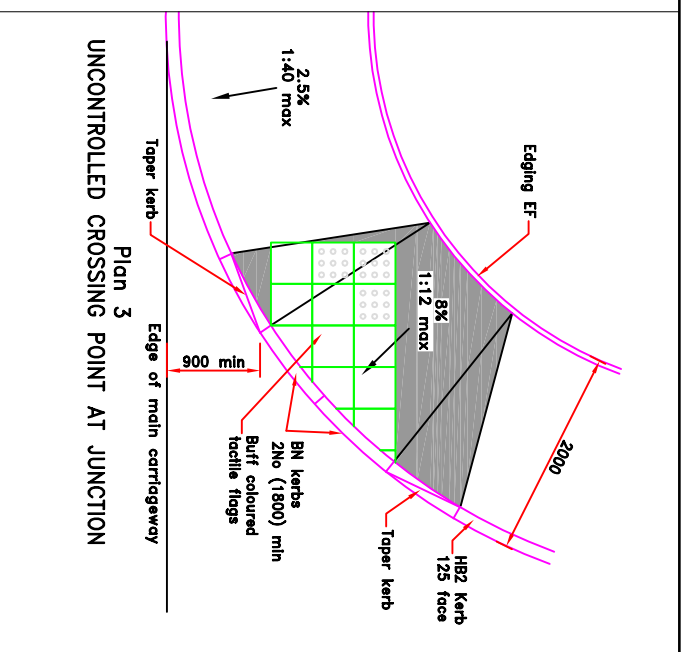 Edging EF
2.5%
1:40 max
8%
1:12 max
2000
HB2 Kerb
125 face
Taper kerb
BN kerbs
2No (1800) min
Buff coloured
tactile flags
900 min
Taper kerb
Edge of main carriageway
Plan 3
UNCONTROLLED CROSSING POINT AT JUNCTION